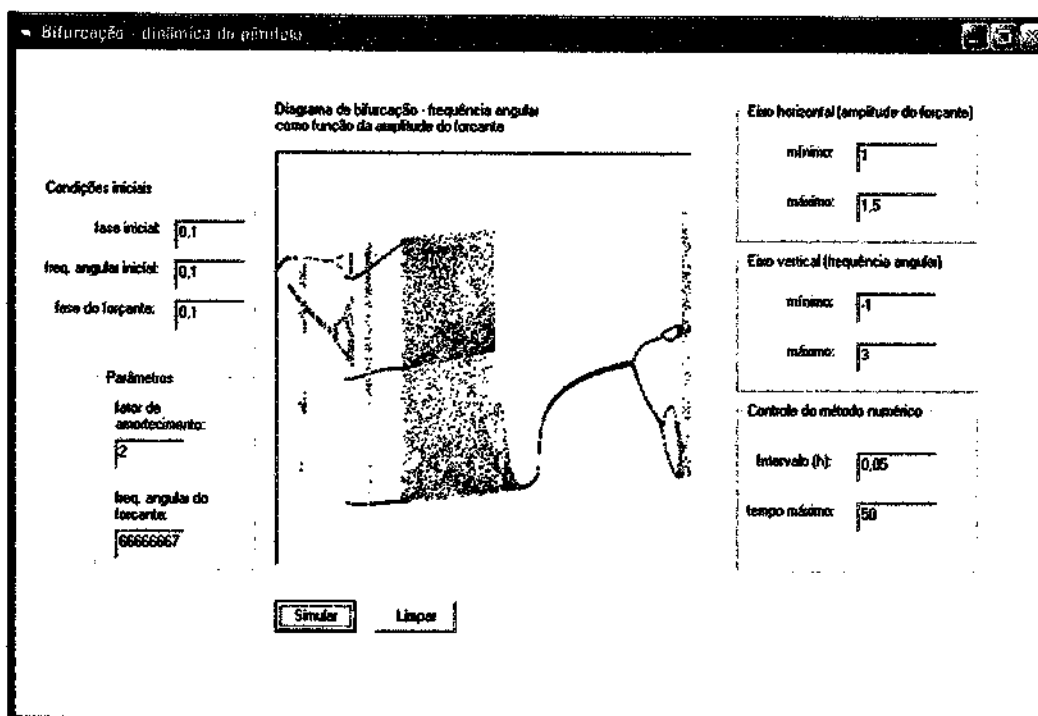 Bifurcação - dinâmica do pêndulo
Diagrama de bifurcação - frequência angular
como função da amplitude do forçante
Condições iniciais
fase inicial: 0,1
freq. angular inicial: 0,1
fase do forçante: 0,1
Parâmetros
fator de
amortecimento:
2
freq. angular do
forçante:
66666667
Eixo horizontal (amplitude do forçante)
mínimo: 1
máximo: 1,5
Eixo vertical (frequência angular)
mínimo: -1
máximo: 3
Controle do método numérico
Intervalo (h): 0,05
tempo máximo: 50
Simular Limpar